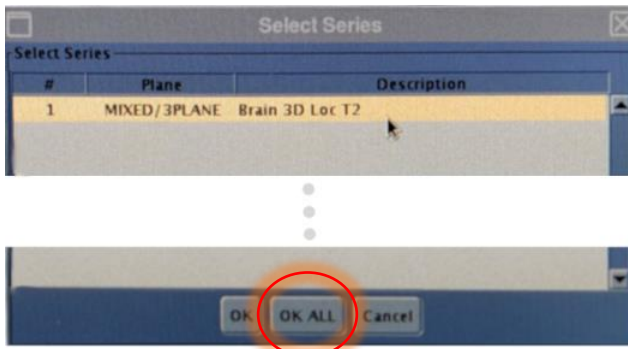 Select Series
Select Series
# Plane Description
1 MIXED/3PLANE Brain 3D Loc T2
OK OK ALL Cancel